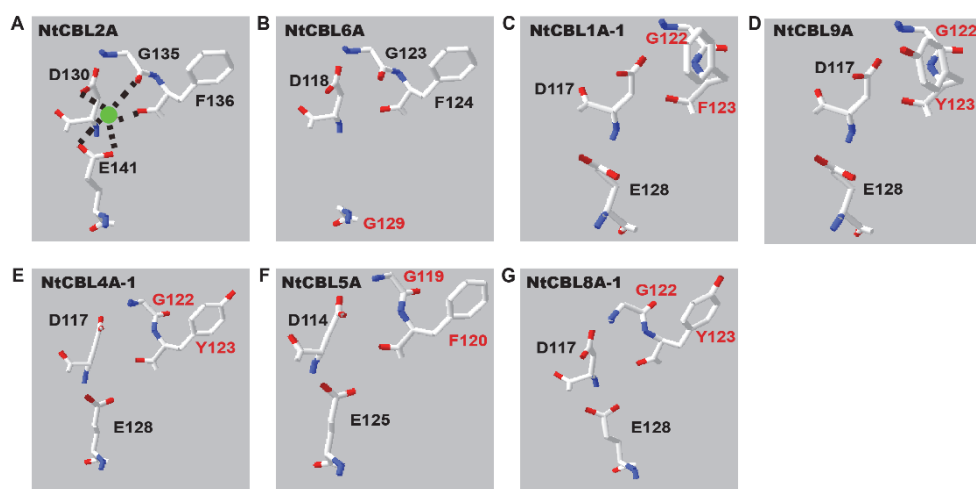 A NtCBL2A
G135
D130
F136
E141
B NtCBL6A
G123
D118
F124
G129
C NtCBL1A-1
G122
D117
F123
E128
D NtCBL9A
G122
D117
Y123
E128
E NtCBL4A-1
G122
D117
Y123
E128
F NtCBL5A
G119
D114
F120
E125
G NtCBL8A-1
G122
D117
Y123
E128